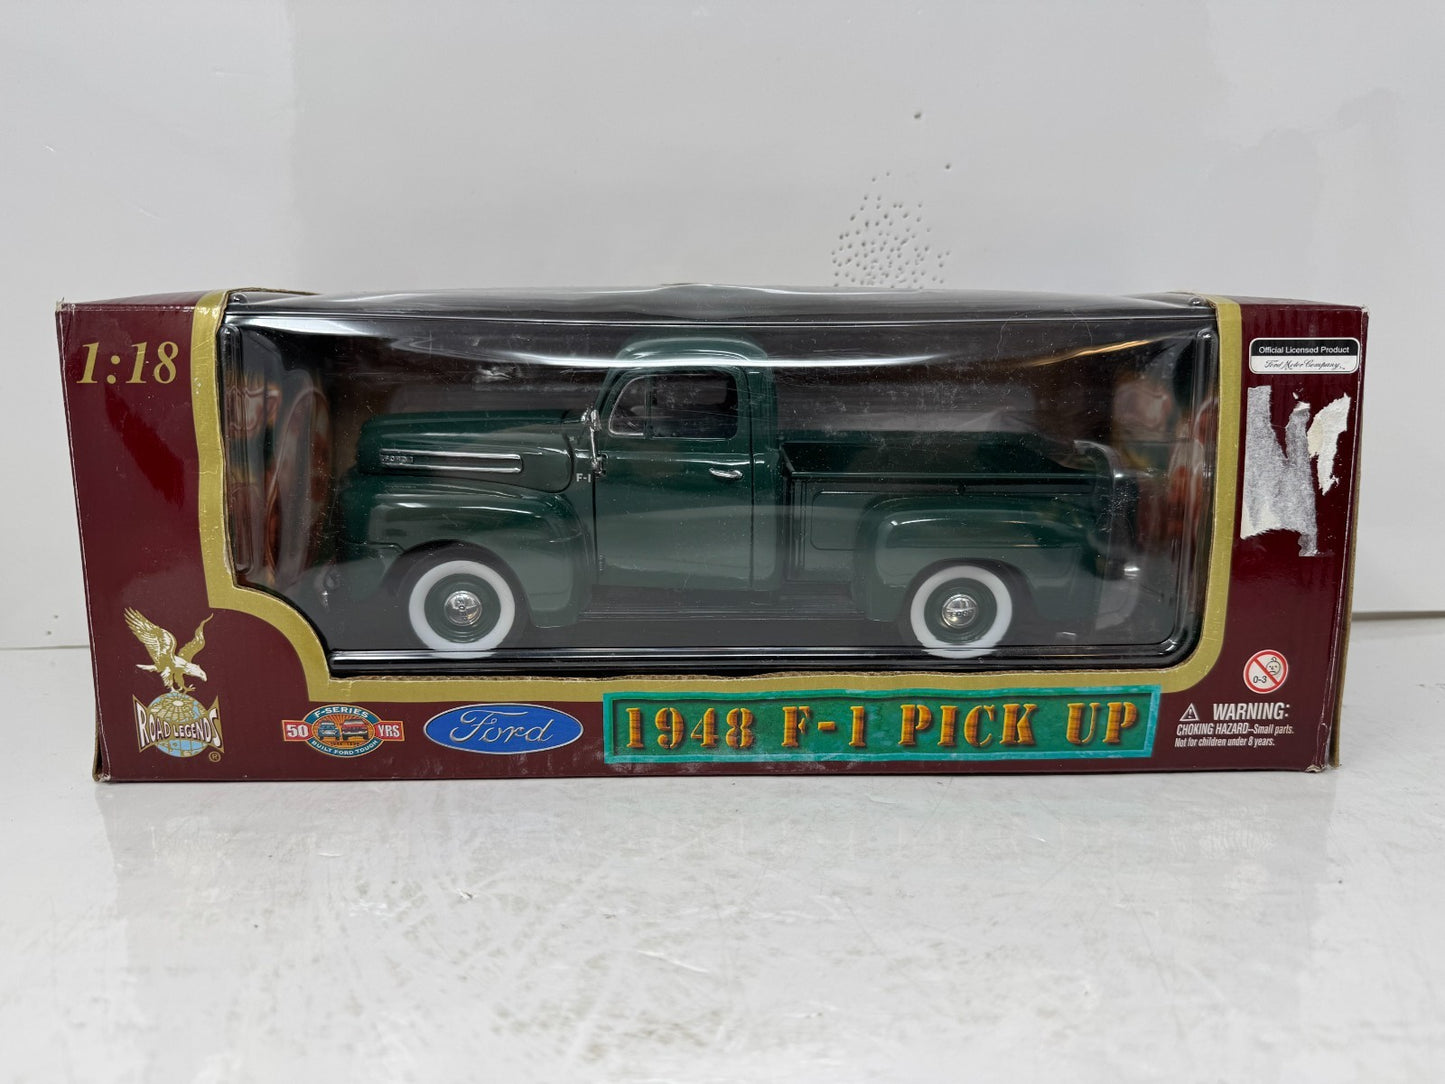 1:18
Official Licensed Product
Ford Motor Company
FORD
F-1
ROAD LEGENDS
®
F-SERIES
50 YRS
BUILT FORD TOUGH
Ford
1948 F-1 PICK UP
0-3
WARNING:
CHOKING HAZARD–Small parts.
Not for children under 8 years.